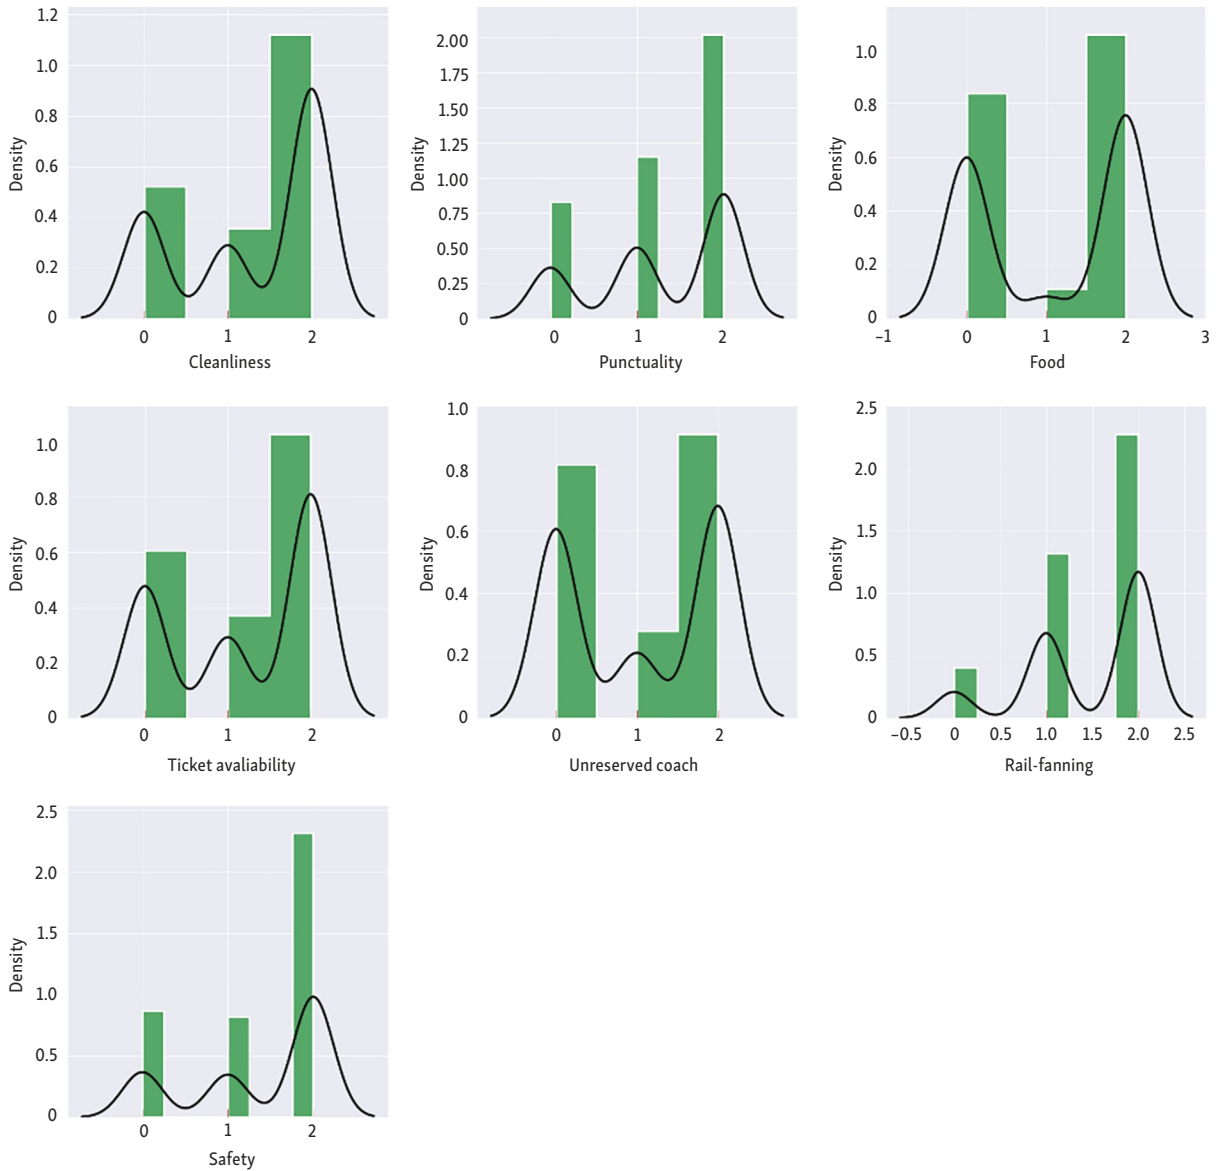 1.2
1.0
0.8
0.6
0.4
0.2
0
Density
0 1 2
Cleanliness
2.00
1.75
1.50
1.25
1.00
0.75
0.50
0.25
0
Density
0 1 2
Punctuality
1.0
0.8
0.6
0.4
0.2
0
Density
–1 0 1 2 3
Food
1.0
0.8
0.6
0.4
0.2
0
Density
0 1 2
Ticket avaliability
1.0
0.8
0.6
0.4
0.2
0
Density
0 1 2
Unreserved coach
2.5
2.0
1.5
1.0
0.5
0
Density
–0.5 0 0.5 1.0 1.5 2.0 2.5
Rail-fanning
2.5
2.0
1.5
1.0
0.5
0
Density
0 1 2
Safety